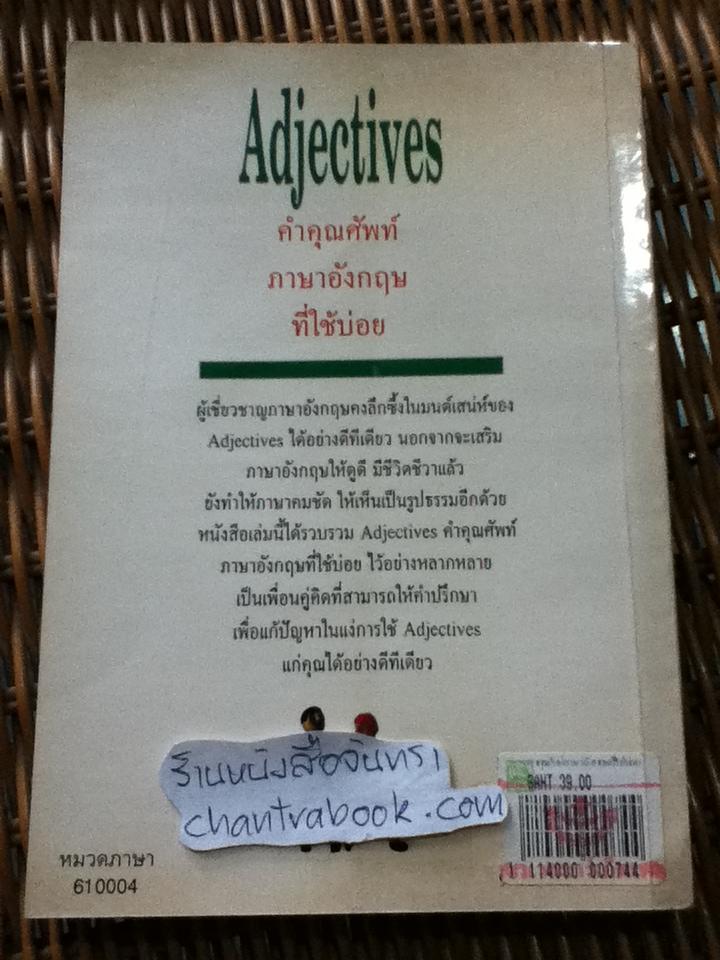 Adjectives
คำคุณศัพท์
ภาษาอังกฤษ
ที่ใช้บ่อย
ผู้เชี่ยวชาญภาษาอังกฤษคงลึกซึ้งในมนต์เสน่ห์ของ
Adjectives ได้อย่างดีทีเดียว นอกจากจะเสริม
ภาษาอังกฤษให้ดูดี มีชีวิตชีวาแล้ว
ยังทำให้ภาษาคมชัด ให้เห็นเป็นรูปธรรมอีกด้วย
หนังสือเล่มนี้ได้รวบรวม Adjectives คำคุณศัพท์
ภาษาอังกฤษที่ใช้บ่อย ไว้อย่างหลากหลาย
เป็นเพื่อนคู่คิดที่สามารถให้คำปรึกษา
เพื่อแก้ปัญหาในแง่การใช้ Adjectives
แก่คุณได้อย่างดีทีเดียว
ร้านหนังสือจันทรา
chantrabook.com
BAHT 39.00
1 114000 000744
หมวดภาษา
610004